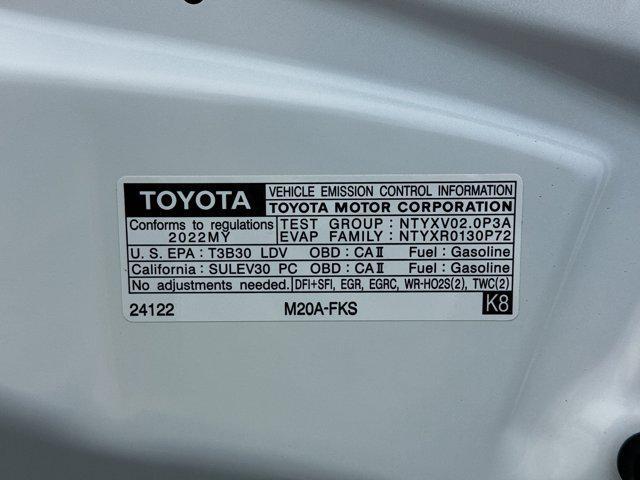 TOYOTA VEHICLE EMISSION CONTROL INFORMATION
TOYOTA MOTOR CORPORATION
Conforms to regulations TEST GROUP : NTYXV02.0P3A
2022MY EVAP FAMILY : NTYXR0130P72
U. S. EPA : T3B30 LDV OBD : CAⅡ Fuel : Gasoline
California : SULEV30 PC OBD : CAⅡ Fuel : Gasoline
No adjustments needed. DFI+SFI, EGR, EGRC, WR-HO2S(2), TWC(2)
24122 M20A-FKS K8